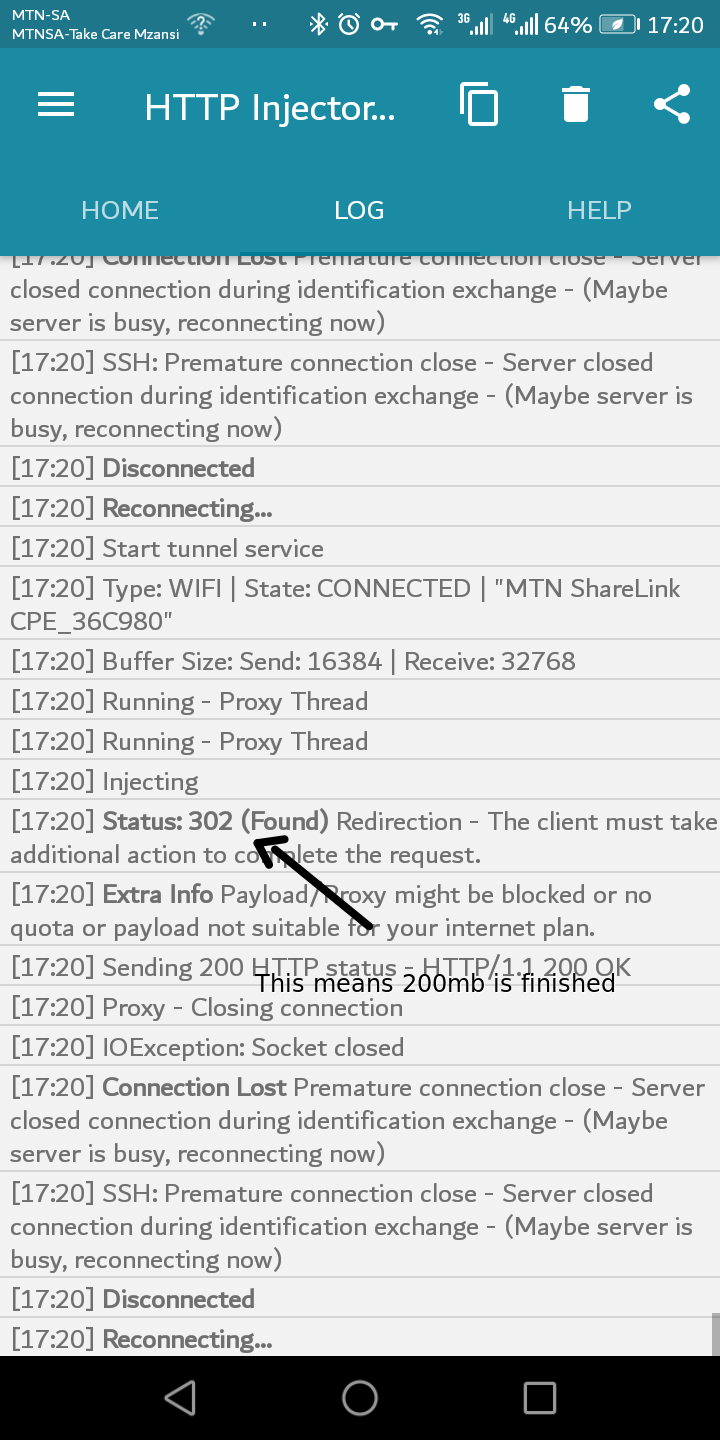 MTN-SA
MTNSA-Take Care Mzansi
3G
4G
64%
17:20
HTTP Injector...
HOME
LOG
HELP
[17:20] Connection Lost Premature connection close - Server
closed connection during identification exchange - (Maybe
server is busy, reconnecting now)
[17:20] SSH: Premature connection close - Server closed
connection during identification exchange - (Maybe server is
busy, reconnecting now)
[17:20] Disconnected
[17:20] Reconnecting...
[17:20] Start tunnel service
[17:20] Type: WIFI | State: CONNECTED | "MTN ShareLink
CPE_36C980"
[17:20] Buffer Size: Send: 16384 | Receive: 32768
[17:20] Running - Proxy Thread
[17:20] Running - Proxy Thread
[17:20] Injecting
[17:20] Status: 302 (Found) Redirection - The client must take
additional action to complete the request.
[17:20] Extra Info Payload/Proxy might be blocked or no
quota or payload not suitable for your internet plan.
[17:20] Sending 200 HTTP status - HTTP/1.1 200 OK
This means 200mb is finished
[17:20] Proxy - Closing connection
[17:20] IOException: Socket closed
[17:20] Connection Lost Premature connection close - Server
closed connection during identification exchange - (Maybe
server is busy, reconnecting now)
[17:20] SSH: Premature connection close - Server closed
connection during identification exchange - (Maybe server is
busy, reconnecting now)
[17:20] Disconnected
[17:20] Reconnecting...